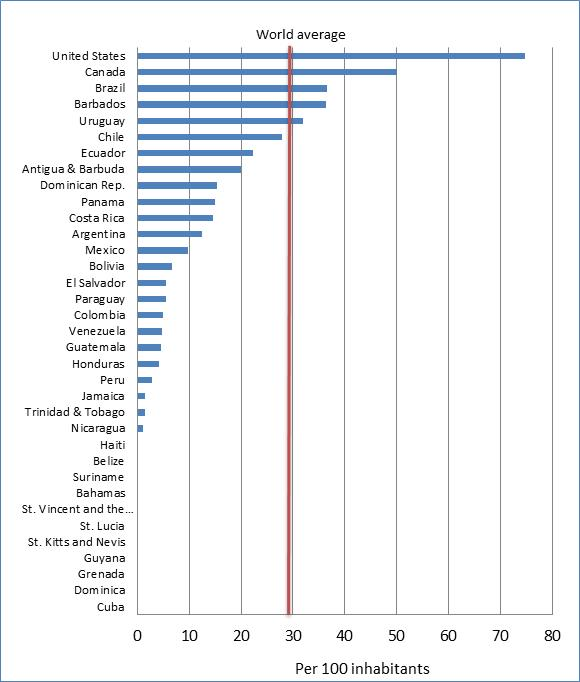 World average
United States
Canada
Brazil
Barbados
Uruguay
Chile
Ecuador
Antigua & Barbuda
Dominican Rep.
Panama
Costa Rica
Argentina
Mexico
Bolivia
El Salvador
Paraguay
Colombia
Venezuela
Guatemala
Honduras
Peru
Jamaica
Trinidad & Tobago
Nicaragua
Haiti
Belize
Suriname
Bahamas
St. Vincent and the...
St. Lucia
St. Kitts and Nevis
Guyana
Grenada
Dominica
Cuba
0 10 20 30 40 50 60 70 80
Per 100 inhabitants